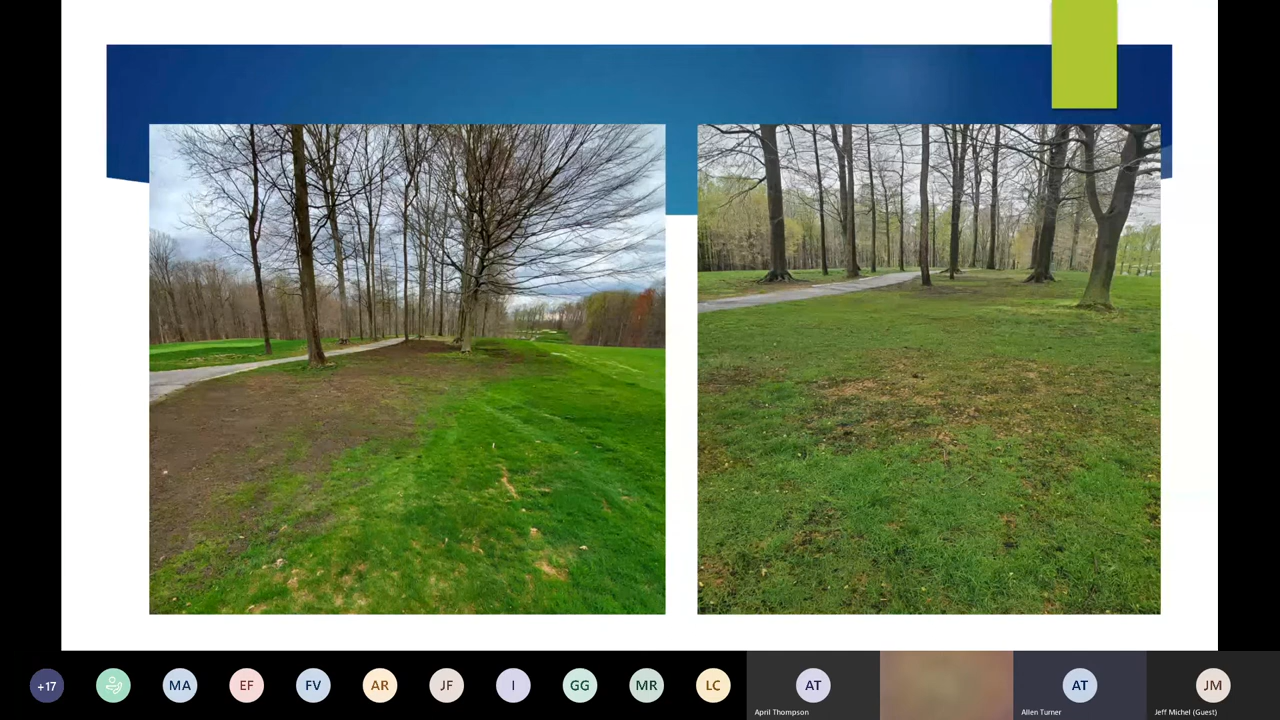 +17
MA
EF
FV
AR
JF
I
GG
MR
LC
AT
April Thompson
AT
Allen Turner
JM
Jeff Michel (Guest)